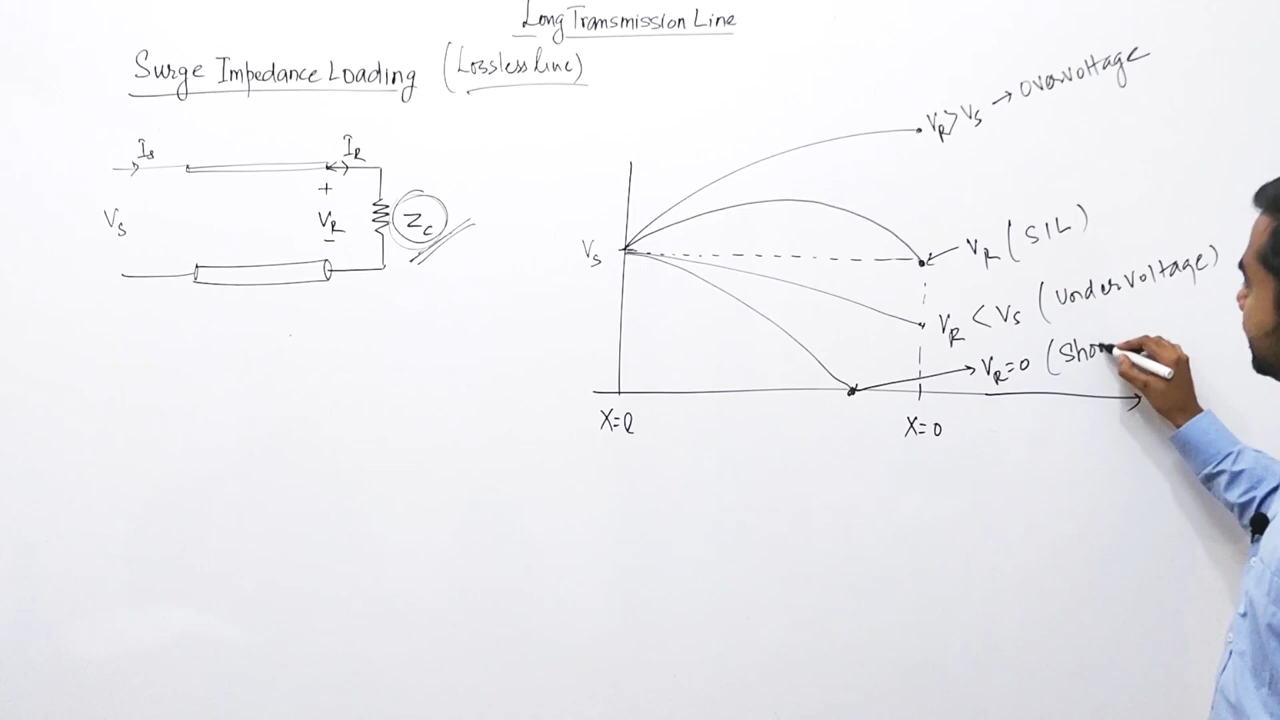 Long Transmission Line
Surge Impedance Loading (Lossless line)
Is
IR
+
Vs
VR
-
Zc
VR > Vs → overvoltage
Vs
VR (SIL)
VR < Vs (Undervoltage)
VR=0 (Sho
X=l
X=0